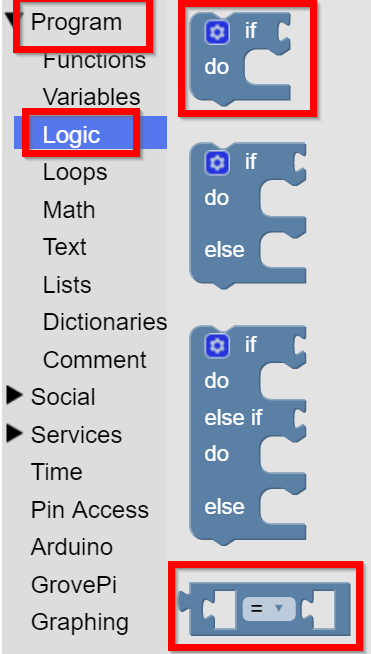 Program
Functions
Variables
Logic
Loops
Math
Text
Lists
Dictionaries
Comment
Social
Services
Time
Pin Access
Arduino
GrovePi
Graphing
if
do
if
do
else
if
do
else if
do
else
=